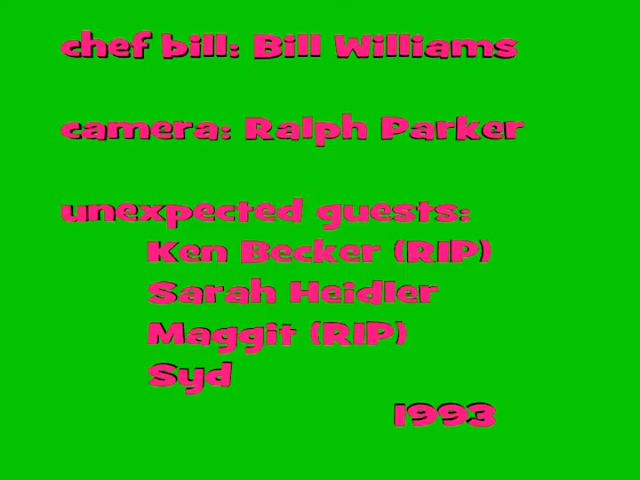 chef bill: Bill Williams
camera: Ralph Parker
unexpected guests:
Ken Becker (RIP)
Sarah Heidler
Maggit (RIP)
Syd
1993